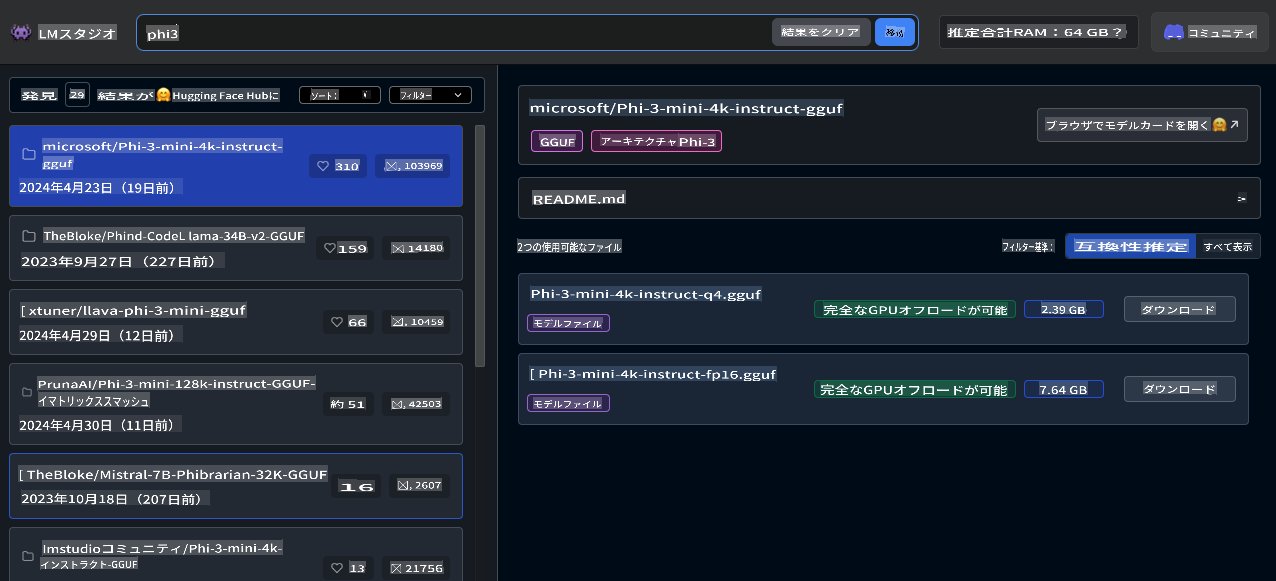 LMスタジオ
phi3
結果をクリア
移动
推定合計RAM：64 GB？
コミュニティ
発見 29 結果が🤗Hugging Face Hubに
ソート：
フィルター
microsoft/Phi-3-mini-4k-instruct-
gguf
310
103969
2024年4月23日（19日前）
TheBloke/Phind-CodeL lama-34B-v2-GGUF
159
14180
2023年9月27日（227日前）
[ xtuner/llava-phi-3-mini-gguf
66
, 10459
2024年4月29日（12日前）
PrunaAI/Phi-3-mini-128k-instruct-GGUF-
イマトリックススマッシュ
約 51
, 42503
2024年4月30日（11日前）
[ TheBloke/Mistral-7B-Phibrarian-32K-GGUF
16
, 2607
2023年10月18日（207日前）
lmstudioコミュニティ/Phi-3-mini-4k-
インストラクト-GGUF
13
21756
microsoft/Phi-3-mini-4k-instruct-gguf
GGUF
アーキテクチャPhi-3
ブラウザでモデルカードを開く🤗↗
README.md
2つの使用可能なファイル
フィルター基準：
互換性推定
すべて表示
Phi-3-mini-4k-instruct-q4.gguf
モデルファイル
完全なGPUオフロードが可能
2.39 GB
ダウンロード
[ Phi-3-mini-4k-instruct-fp16.gguf
モデルファイル
完全なGPUオフロードが可能
7.64 GB
ダウンロード